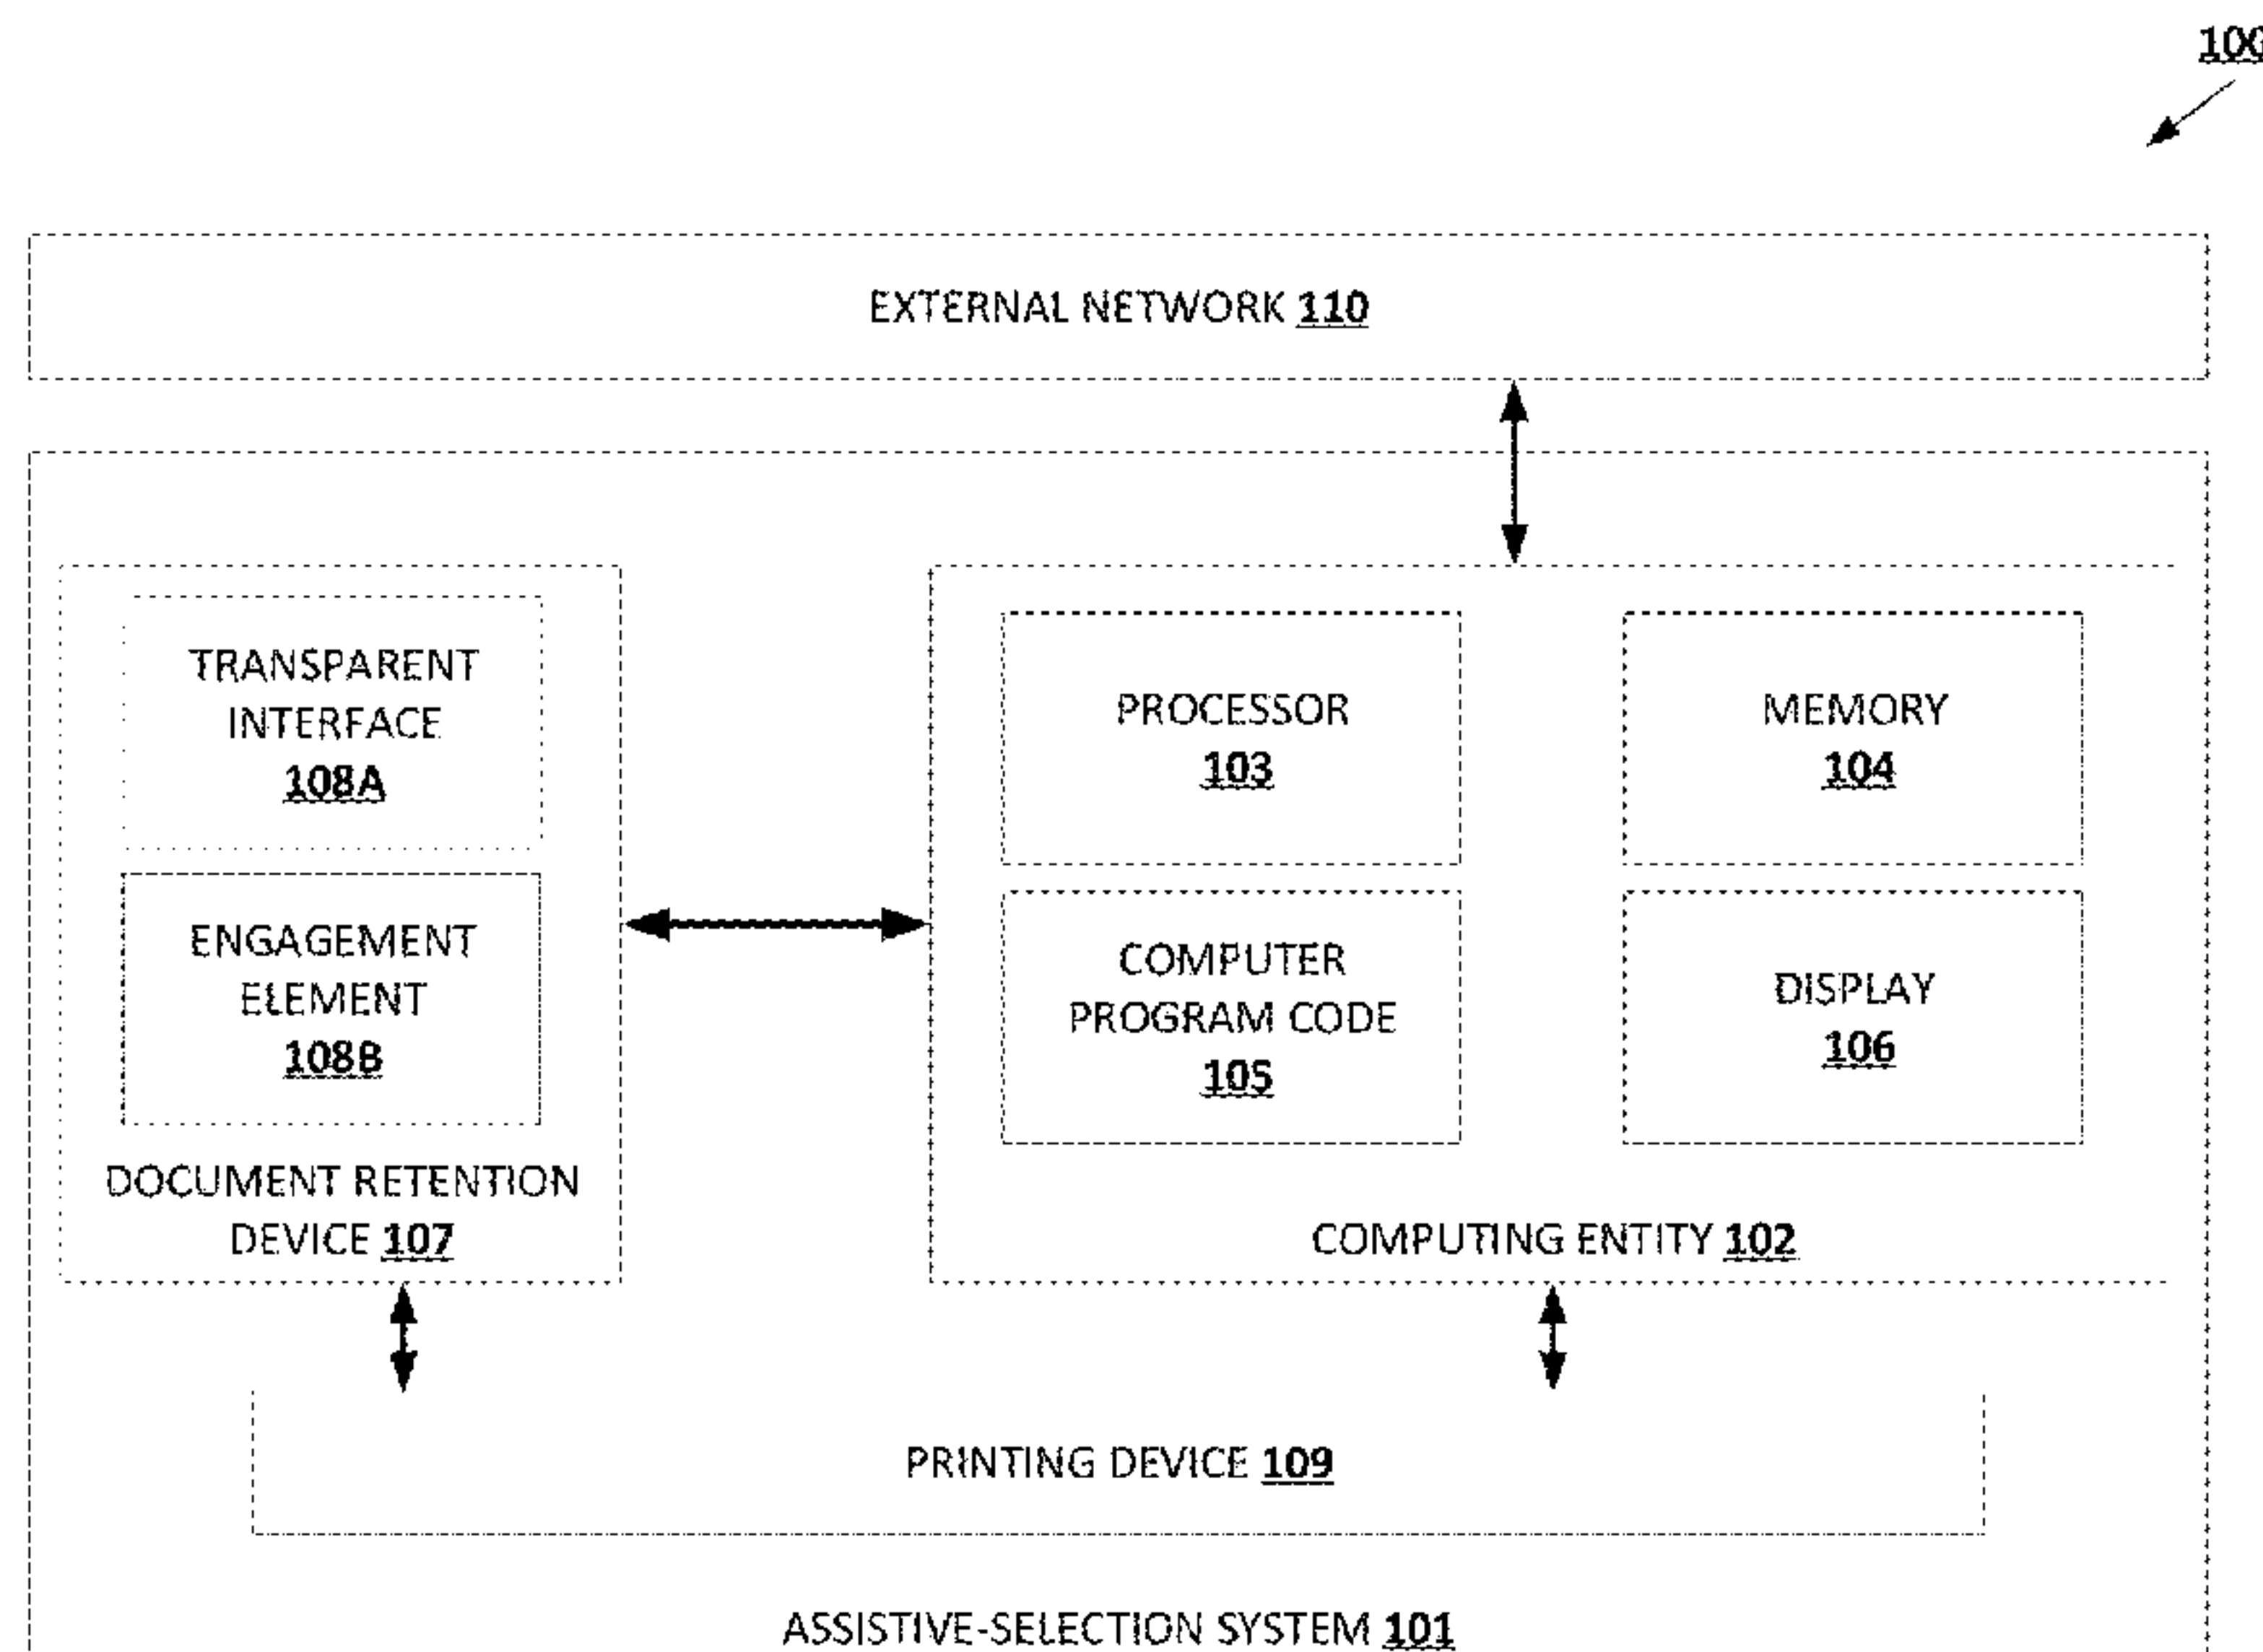 100
EXTERNAL NETWORK 110
TRANSPARENT
INTERFACE
108A
ENGAGEMENT
ELEMENT
108B
DOCUMENT RETENTION
DEVICE 107
PROCESSOR
103
MEMORY
104
COMPUTER
PROGRAM CODE
105
DISPLAY
106
COMPUTING ENTITY 102
PRINTING DEVICE 109
ASSISTIVE-SELECTION SYSTEM 101